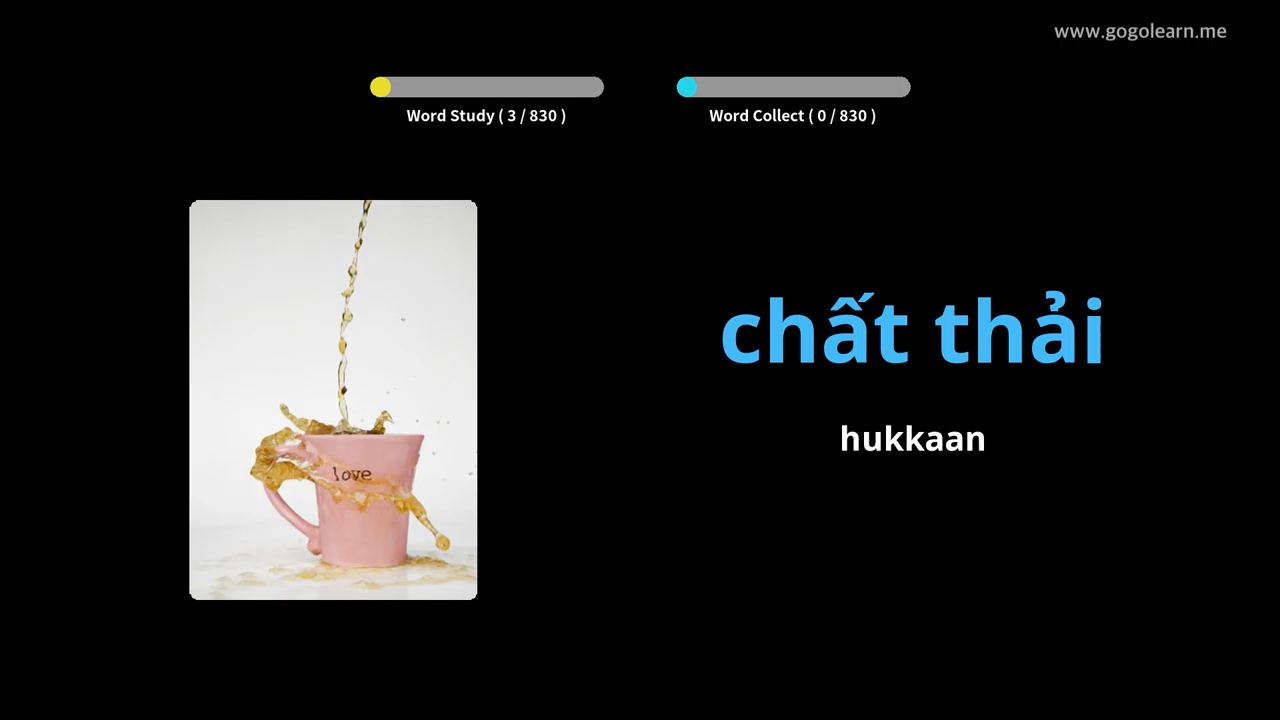 www.gogolearn.me
Word Study ( 3 / 830 )
Word Collect ( 0 / 830 )
love
chất thải
hukkaan